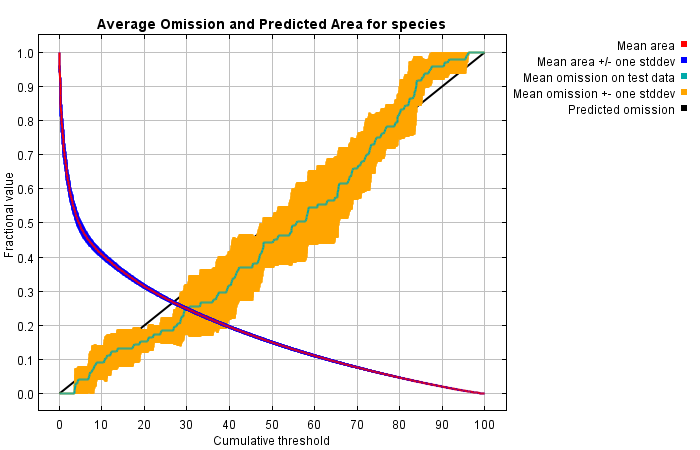 Average Omission and Predicted Area for species
Mean area
Mean area +/- one stddev
Mean omission on test data
Mean omission +- one stddev
Predicted omission
Fractional value
1.0
0.9
0.8
0.7
0.6
0.5
0.4
0.3
0.2
0.1
0.0
0 10 20 30 40 50 60 70 80 90 100
Cumulative threshold